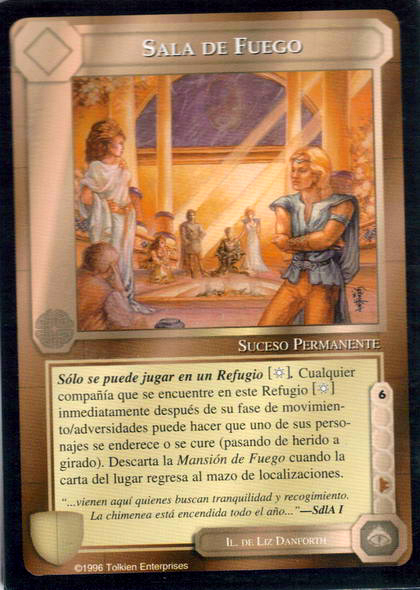 SALA DE FUEGO
SUCESO PERMANENTE
Sólo se puede jugar en un Refugio [ ]. Cualquier
compañía que se encuentre en este Refugio [ ]
inmediatamente después de su fase de movimien-
to/adversidades puede hacer que uno de sus perso-
najes se enderece o se cure (pasando de herido a
girado). Descarta la Mansión de Fuego cuando la
carta del lugar regresa al mazo de localizaciones.
6
“...vienen aquí quienes buscan tranquilidad y recogimiento.
La chimenea está encendida todo el año...”—SdlA I
IL. DE LIZ DANFORTH
©1996 Tolkien Enterprises